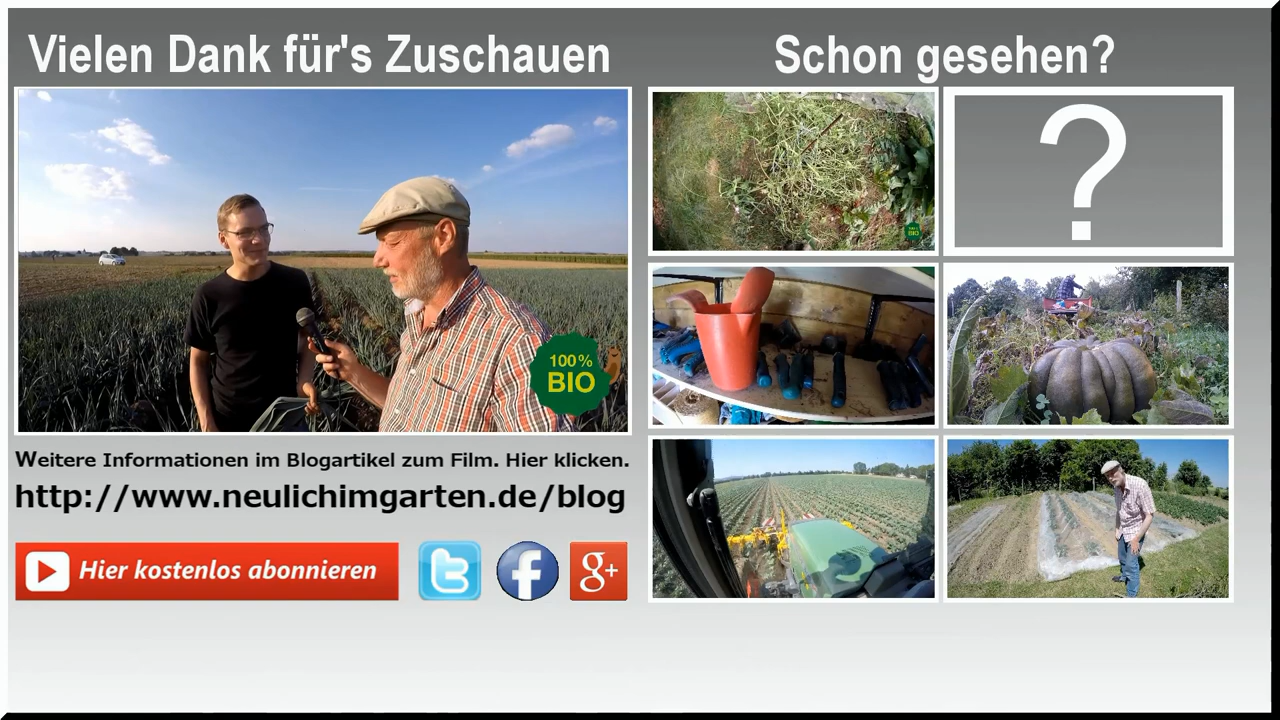 Vielen Dank für's Zuschauen
Schon gesehen?
?
100%
BIO
Weitere Informationen im Blogartikel zum Film. Hier klicken.
http://www.neulichimgarten.de/blog
Hier kostenlos abonnieren
t
f
g+